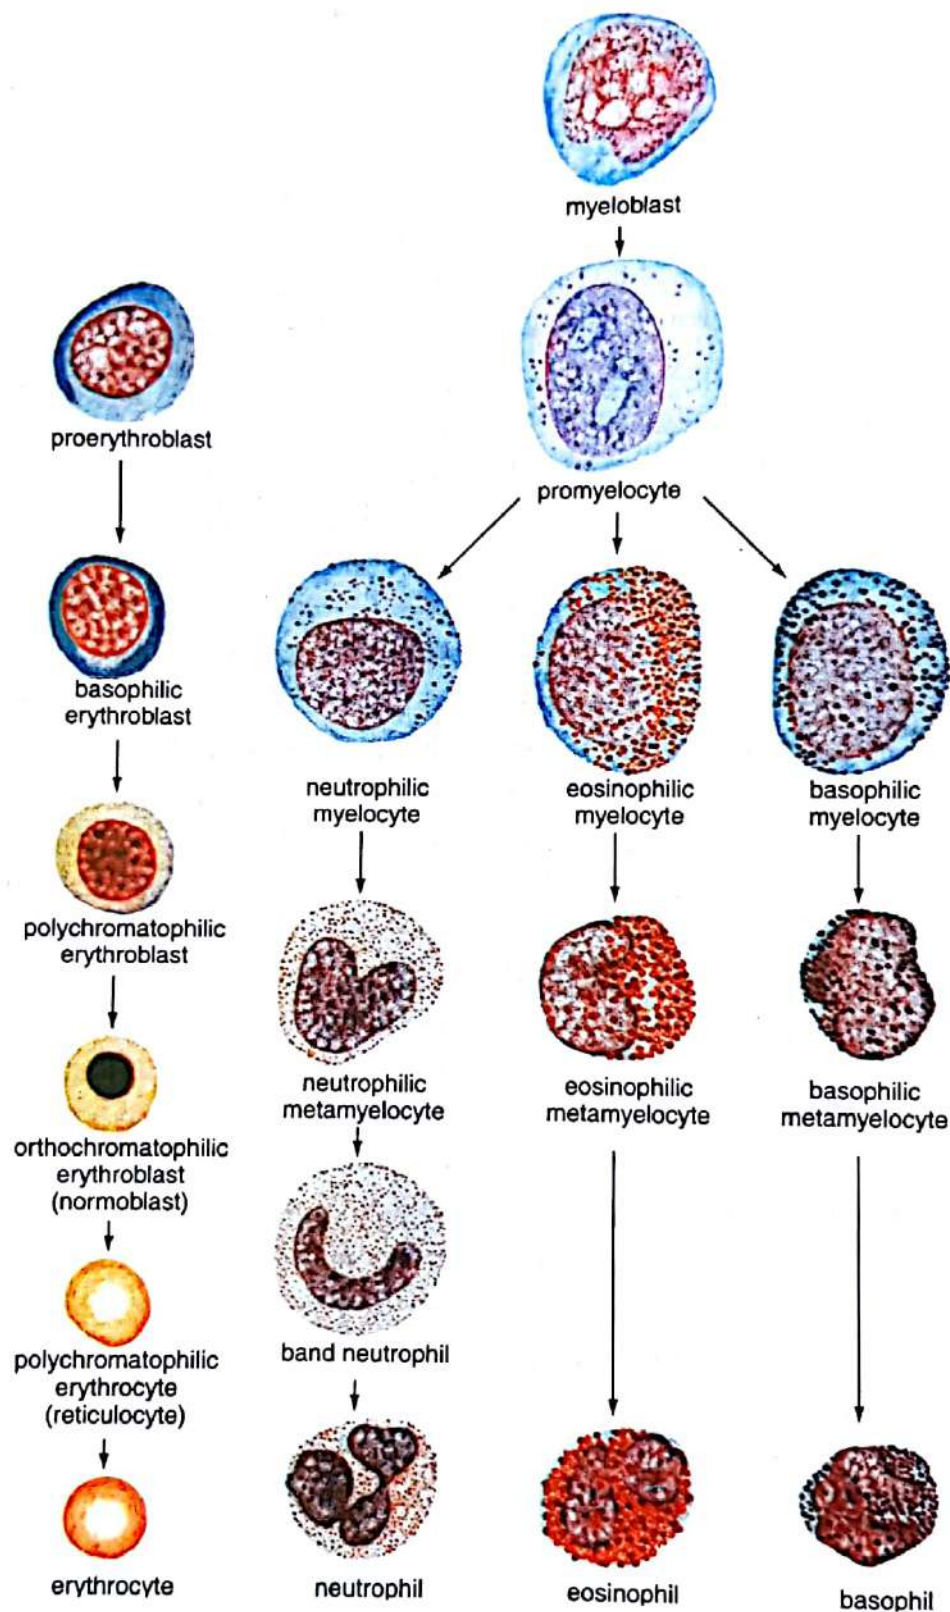 myeloblast
proerythroblast
promyelocyte
basophilic
erythroblast
neutrophilic
myelocyte
eosinophilic
myelocyte
basophilic
myelocyte
polychromatophilic
erythroblast
neutrophilic
metamyelocyte
eosinophilic
metamyelocyte
basophilic
metamyelocyte
orthochromatophilic
erythroblast
(normoblast)
band neutrophil
polychromatophilic
erythrocyte
(reticulocyte)
erythrocyte
neutrophil
eosinophil
basophil